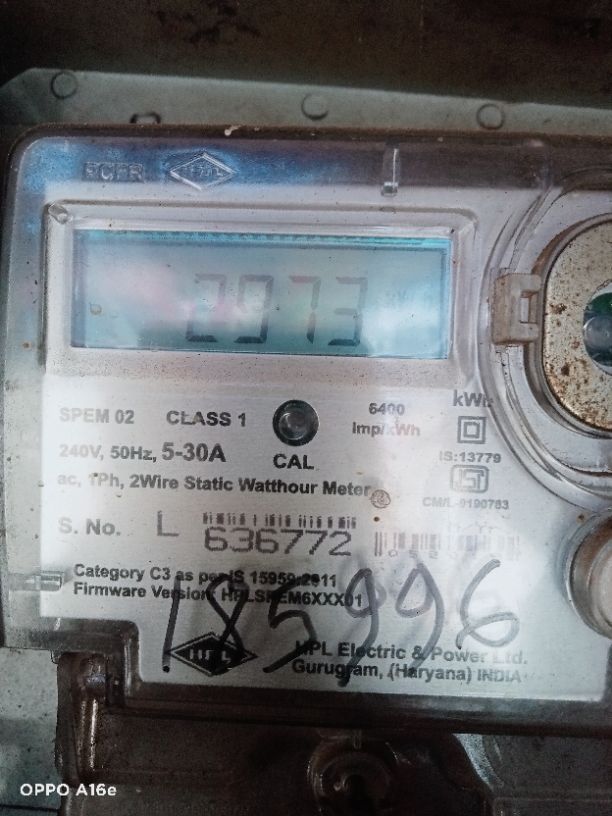 HPL
2973
SPEM 02 CLASS 1 6400 imp/kWh kWh
240V, 50Hz, 5-30A CAL IS:13779
ac, 1Ph, 2Wire Static Watthour Meter CM/L-9190783
S. No. L 636772
Category C3 as per IS 15959:2011
Firmware Version: HPLSPEM6XXX01
185996
HPL HPL Electric & Power Ltd.
Gurugram, (Haryana) INDIA
OPPO A16e